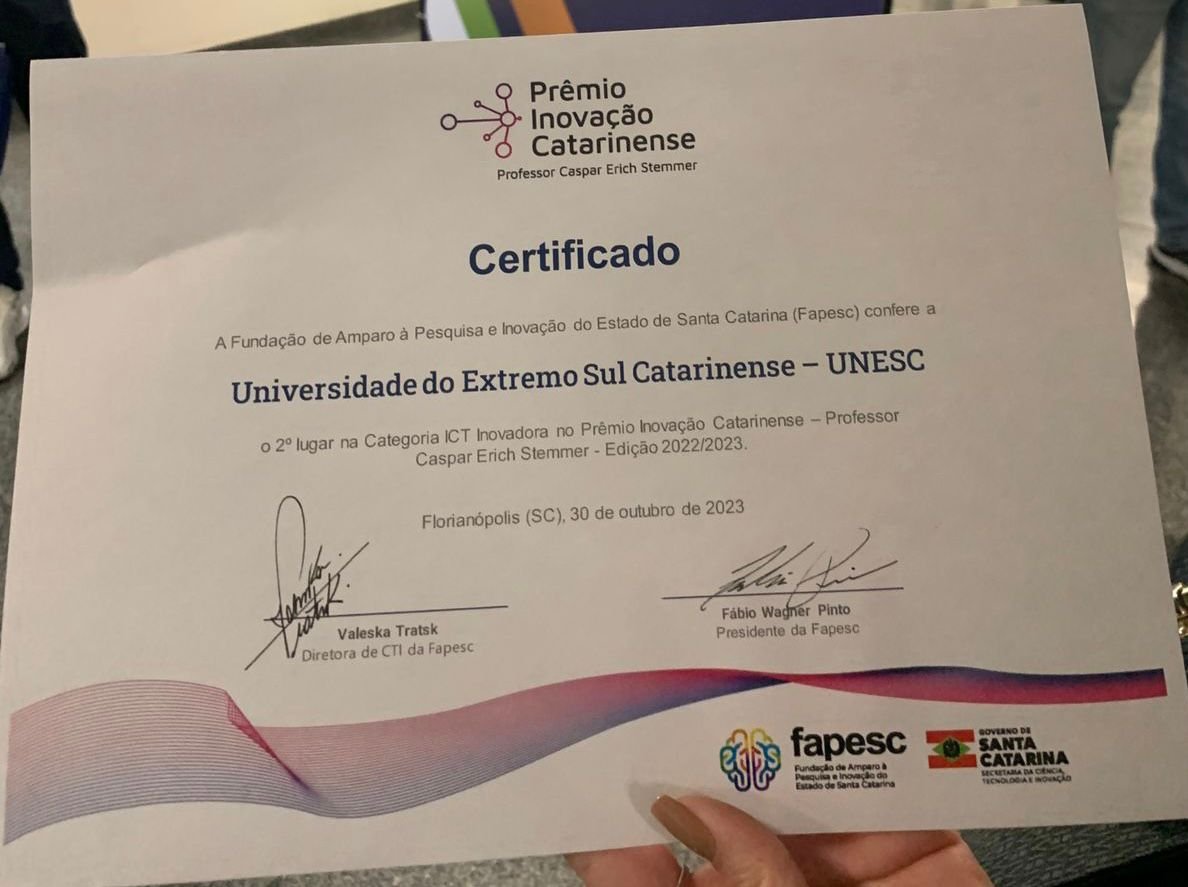 Prêmio
Inovação
Catarinense
Professor Caspar Erich Stemmer
Certificado
A Fundação de Amparo à Pesquisa e Inovação do Estado de Santa Catarina (Fapesc) confere a
Universidade do Extremo Sul Catarinense – UNESC
o 2º lugar na Categoria ICT Inovadora no Prêmio Inovação Catarinense – Professor
Caspar Erich Stemmer - Edição 2022/2023.
Florianópolis (SC), 30 de outubro de 2023
Valeska Tratsk
Diretora de CTI da Fapesc
Fábio Wagner Pinto
Presidente da Fapesc
fapesc
Fundação de Amparo à
Pesquisa e Inovação do
Estado de Santa Catarina
GOVERNO DE
SANTA
CATARINA
SECRETARIA DA CIÊNCIA,
TECNOLOGIA E INOVAÇÃO